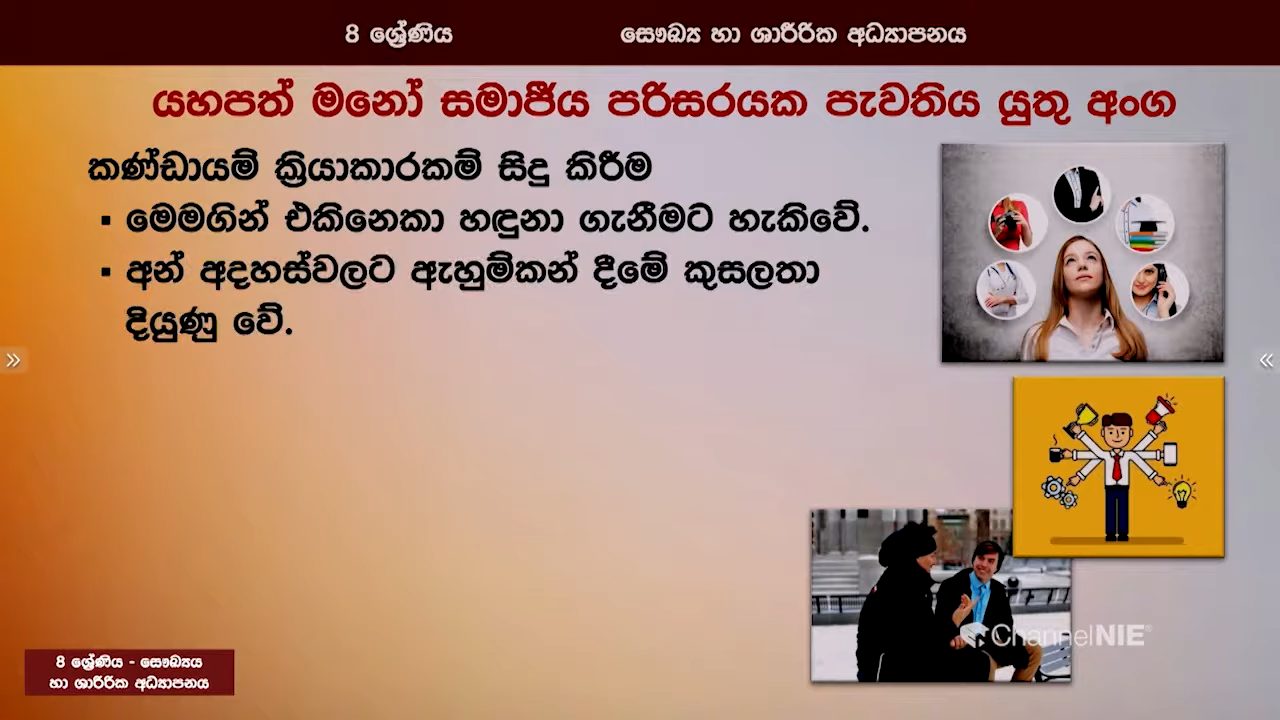 8 ශ්‍රේණිය සෞඛ්‍ය හා ශාරීරික අධ්‍යාපනය
යහපත් මනෝ සමාජීය පරිසරයක පැවතිය යුතු අංග
කණ්ඩායම් ක්‍රියාකාරකම් සිදු කිරීම
▪ මෙමගින් එකිනෙකා හඳුනා ගැනීමට හැකිවේ.
▪ අන් අදහස්වලට ඇහුම්කන් දීමේ කුසලතා
දියුණු වේ.
ChannelNIE®
8 ශ්‍රේණිය - සෞඛ්‍යය
හා ශාරීරික අධ්‍යාපනය